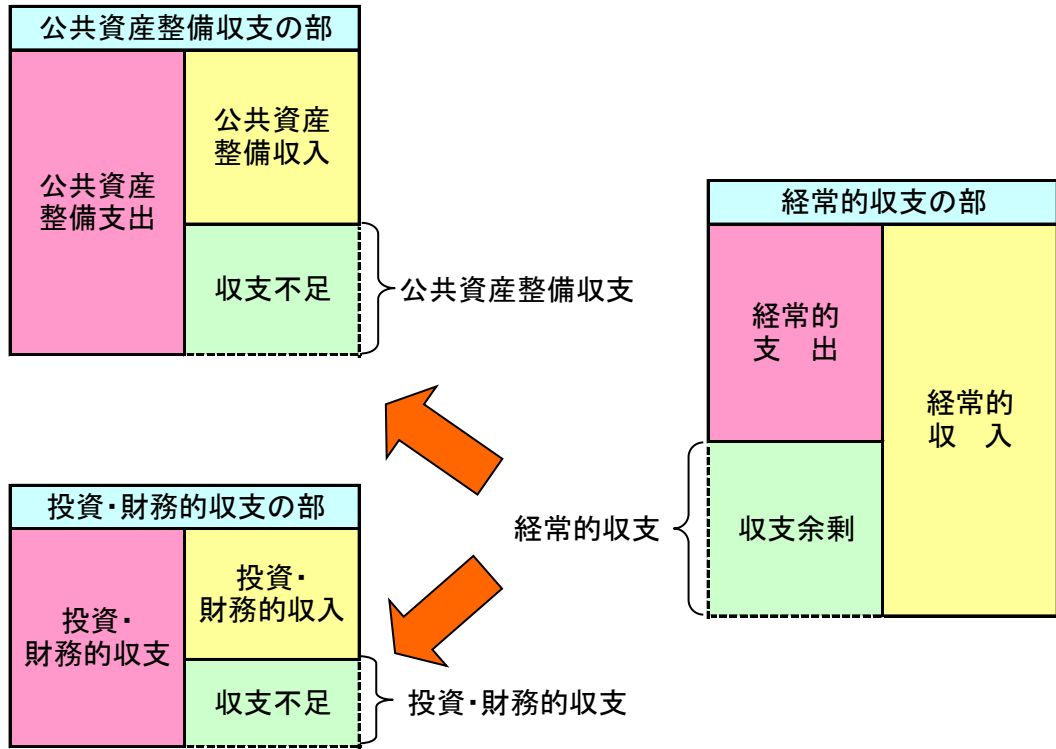 公共資産整備収支の部
公共資産
整備支出
公共資産
整備収入
収支不足
公共資産整備収支
投資・財務的収支の部
投資・
財務的収支
投資・
財務的収入
収支不足
投資・財務的収支
経常的収支の部
経常的
支　出
経常的
収　入
収支余剰
経常的収支